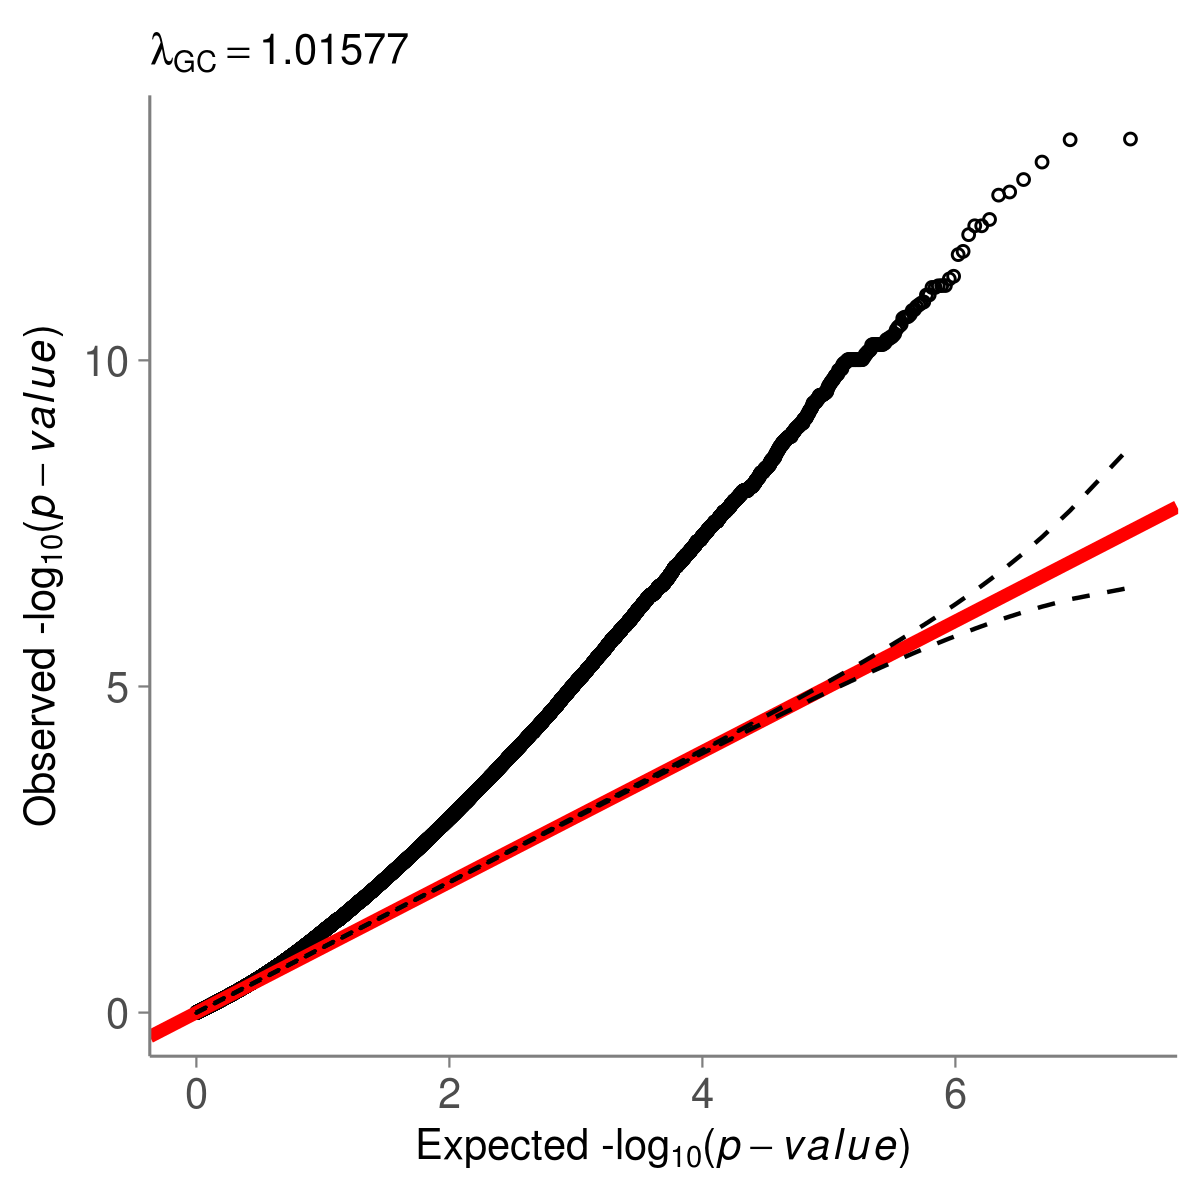 λGC = 1.01577
Observed -log10(p − value)
10
5
0
0 2 4 6
Expected -log10(p − value)